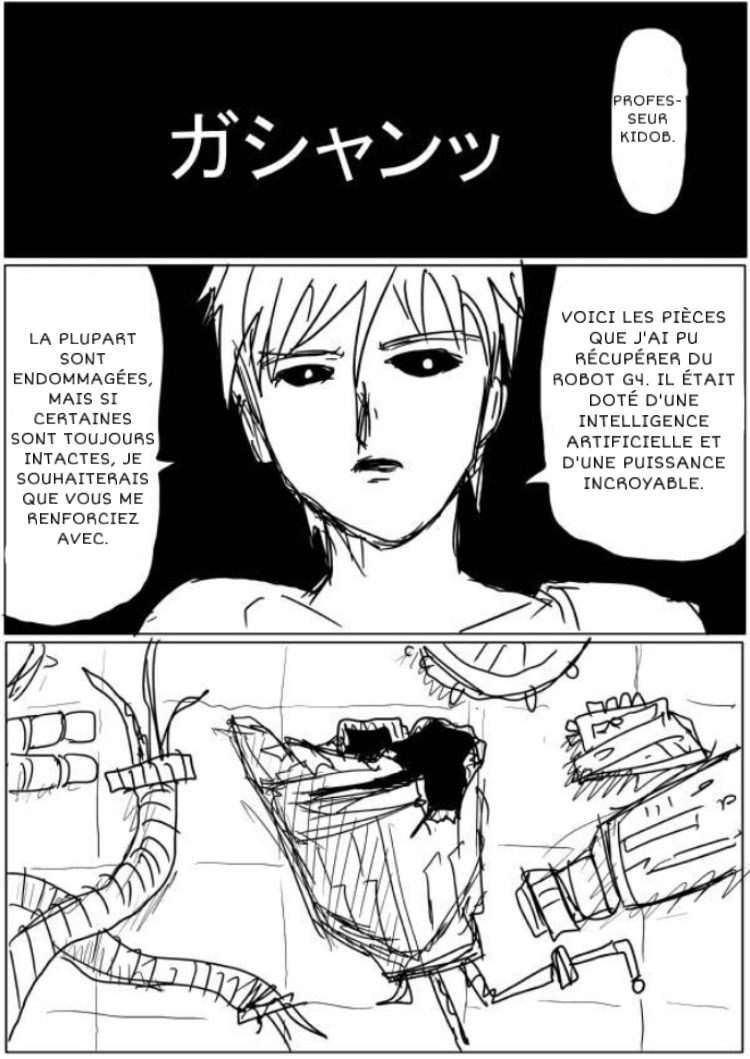 PROFES-
SEUR
KIDOB.
ガシャンッ
VOICI LES PIÈCES
QUE J'AI PU
RÉCUPÉRER DU
ROBOT G4. IL ÉTAIT
DOTÉ D'UNE
INTELLIGENCE
ARTIFICIELLE ET
D'UNE PUISSANCE
INCROYABLE.
LA PLUPART
SONT
ENDOMMAGÉES,
MAIS SI
CERTAINES
SONT TOUJOURS
INTACTES, JE
SOUHAITERAIS
QUE VOUS ME
RENFORCIEZ
AVEC.